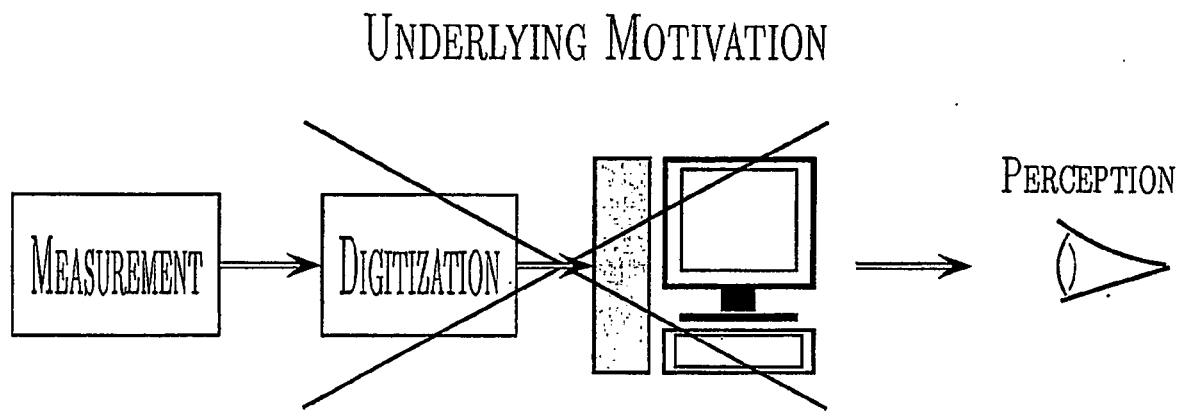 UNDERLYING MOTIVATION
PERCEPTION
MEASUREMENT
DIGITIZATION